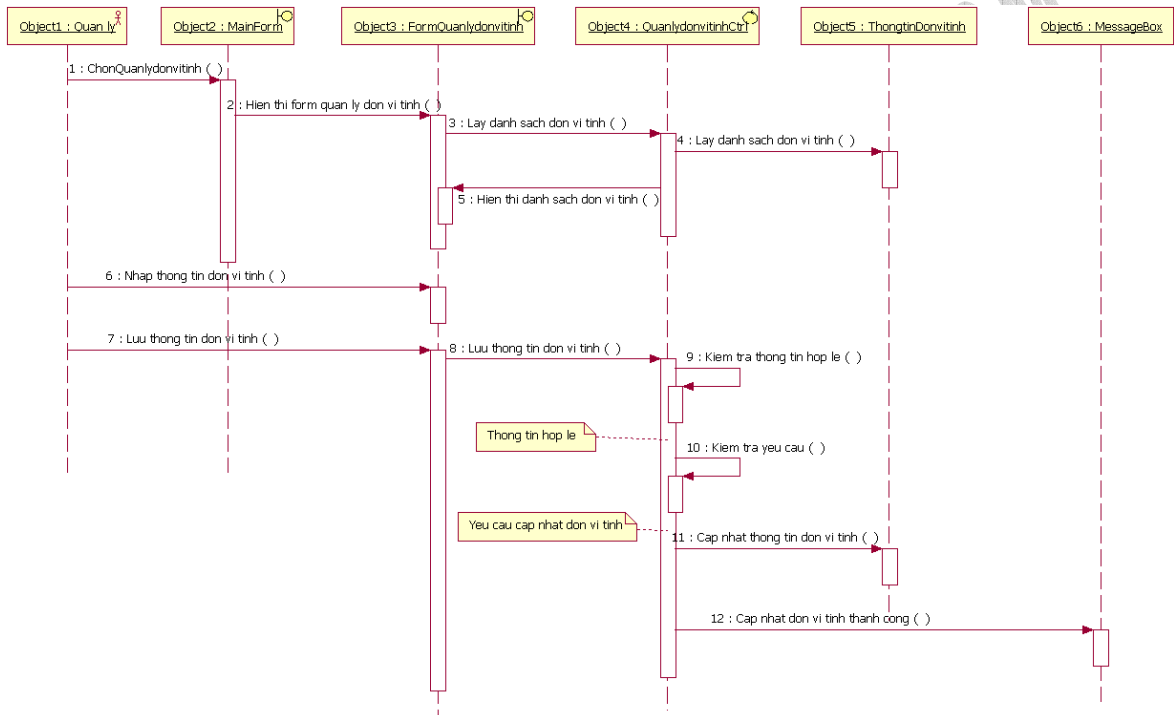 Object1 : Quan ly
Object2 : MainForm
Object3 : FormQuanlydonvitinh
Object4 : QuanlydonvitinhCtrl
Object5 : ThongtinDonvitinh
Object6 : MessageBox
1 : ChonQuanlydonvitinh ( )
2 : Hien thi form quan ly don vi tinh ( )
3 : Lay danh sach don vi tinh ( )
4 : Lay danh sach don vi tinh ( )
5 : Hien thi danh sach don vi tinh ( )
6 : Nhap thong tin don vi tinh ( )
7 : Luu thong tin don vi tinh ( )
8 : Luu thong tin don vi tinh ( )
9 : Kiem tra thong tin hop le ( )
Thong tin hop le
10 : Kiem tra yeu cau ( )
Yeu cau cap nhat don vi tinh
11 : Cap nhat thong tin don vi tinh ( )
12 : Cap nhat don vi tinh thanh cong ( )